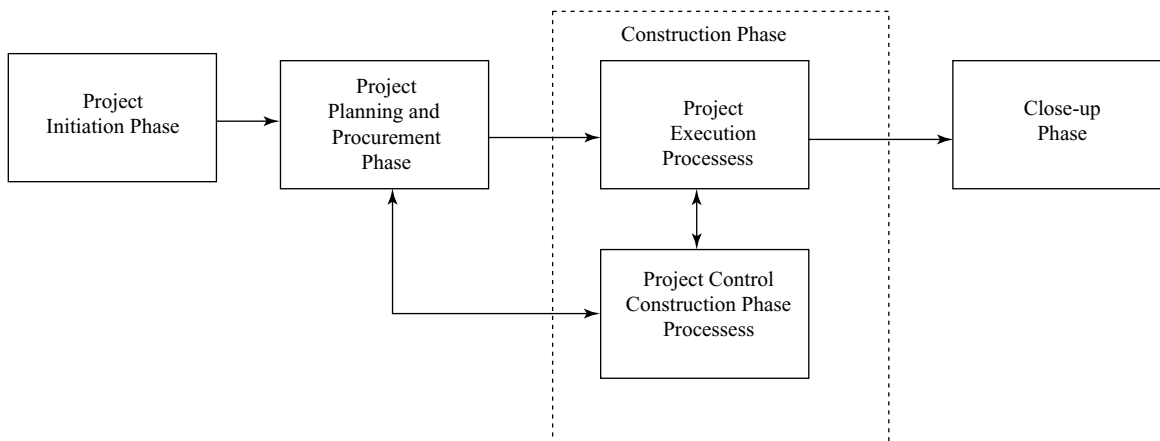 Construction Phase
Project
Initiation Phase
Project
Planning and
Procurement
Phase
Project
Execution
Processess
Close-up
Phase
Project Control
Construction Phase
Processess